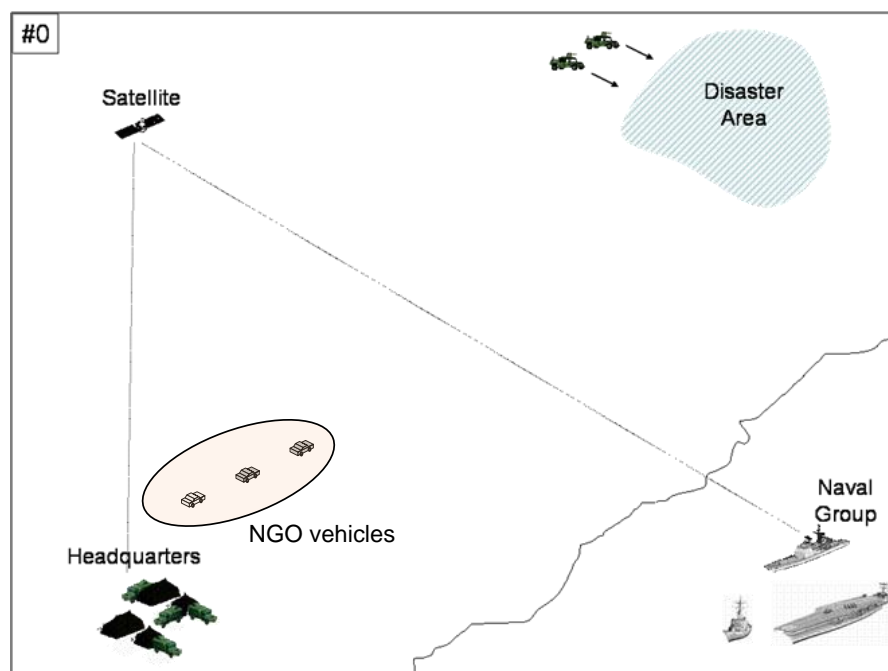 #0
Satellite
Disaster
Area
NGO vehicles
Naval
Group
Headquarters